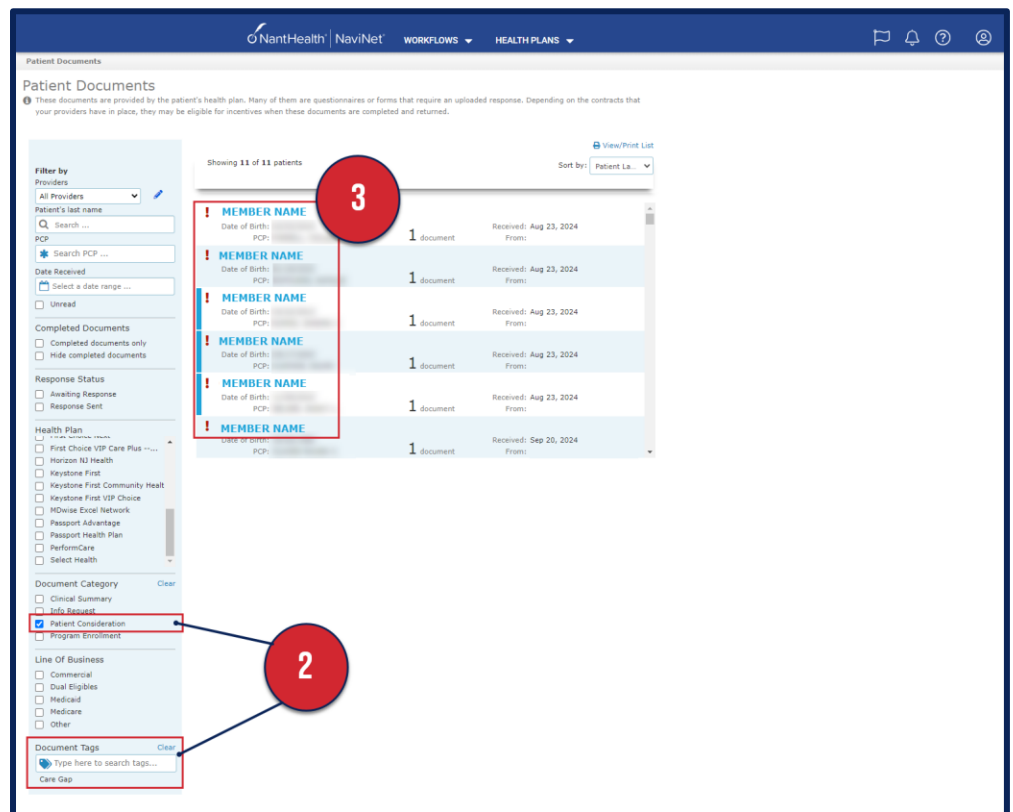 NantHealth® | NaviNet® WORKFLOWS HEALTH PLANS
Patient Documents
Patient Documents
These documents are provided by the patient's health plan. Many of them are questionnaires or forms that require an uploaded response. Depending on the contracts that
your providers have in place, they may be eligible for incentives when these documents are completed and returned.
View/Print List
Showing 11 of 11 patients
Sort by: Patient La...
Filter by
Providers
All Providers
Patient's last name
Search ...
PCP
Search PCP ...
Date Received
Select a date range ...
Unread
Completed Documents
Completed documents only
Hide completed documents
Response Status
Awaiting Response
Response Sent
Health Plan
First Choice VIP Care Plus --...
Horizon NJ Health
Keystone First
Keystone First Community Healt
Keystone First VIP Choice
MDwise Excel Network
Passport Advantage
Passport Health Plan
PerformCare
Select Health
Document Category Clear
Clinical Summary
Info Request
Patient Consideration
Program Enrollment
Line Of Business
Commercial
Dual Eligibles
Medicaid
Medicare
Other
Document Tags Clear
Type here to search tags...
Care Gap
3
! MEMBER NAME
Date of Birth: Received: Aug 23, 2024
PCP: 1 document From:
! MEMBER NAME
Date of Birth: Received: Aug 23, 2024
PCP: 1 document From:
! MEMBER NAME
Date of Birth: Received: Aug 23, 2024
PCP: 1 document From:
! MEMBER NAME
Date of Birth: Received: Aug 23, 2024
PCP: 1 document From:
! MEMBER NAME
Date of Birth: Received: Aug 23, 2024
PCP: 1 document From:
! MEMBER NAME
Date of Birth: Received: Sep 20, 2024
PCP: 1 document From:
2